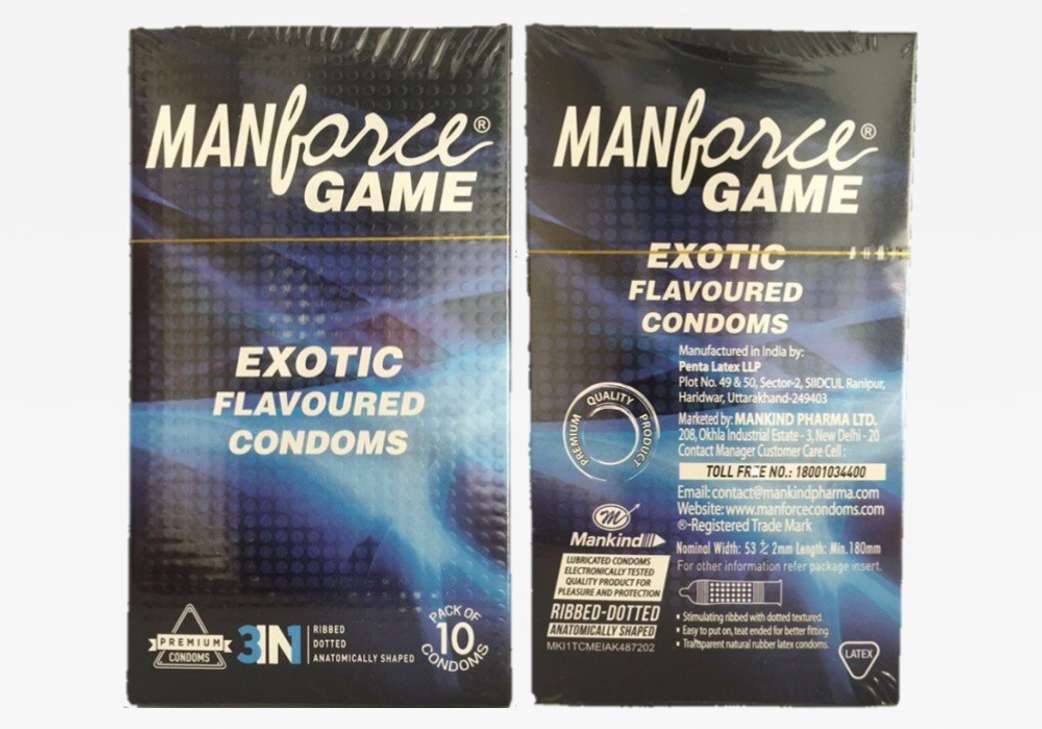 MANforce®
GAME
EXOTIC
FLAVOURED
CONDOMS
PREMIUM
CONDOMS
3IN1
RIBBED
DOTTED
ANATOMICALLY SHAPED
PACK OF
10
CONDOMS
MANforce®
GAME
EXOTIC
FLAVOURED
CONDOMS
Manufactured in India by:
Penta Latex LLP
Plot No. 49 & 50, Sector-2, SIIDCUL Ranipur,
Haridwar, Uttarakhand-249403
PREMIUM QUALITY PRODUCT
Marketed by: MANKIND PHARMA LTD.
208, Okhla Industrial Estate - 3, New Delhi - 20
Contact Manager Customer Care Cell :
TOLL FREE NO.: 18001034400
Email: contact@mankindpharma.com
Website: www.manforcecondoms.com
®-Registered Trade Mark
Mankind
Nominal Width: 53 ± 2mm Length: Min. 180mm
For other information refer package insert.
LUBRICATED CONDOMS
ELECTRONICALLY TESTED
QUALITY PRODUCT FOR
PLEASURE AND PROTECTION
RIBBED-DOTTED
ANATOMICALLY SHAPED
MKI1TCMEIAK487202
• Stimulating ribbed with dotted textured.
• Easy to put on, teat ended for better fitting.
• Transparent natural rubber latex condoms.
LATEX